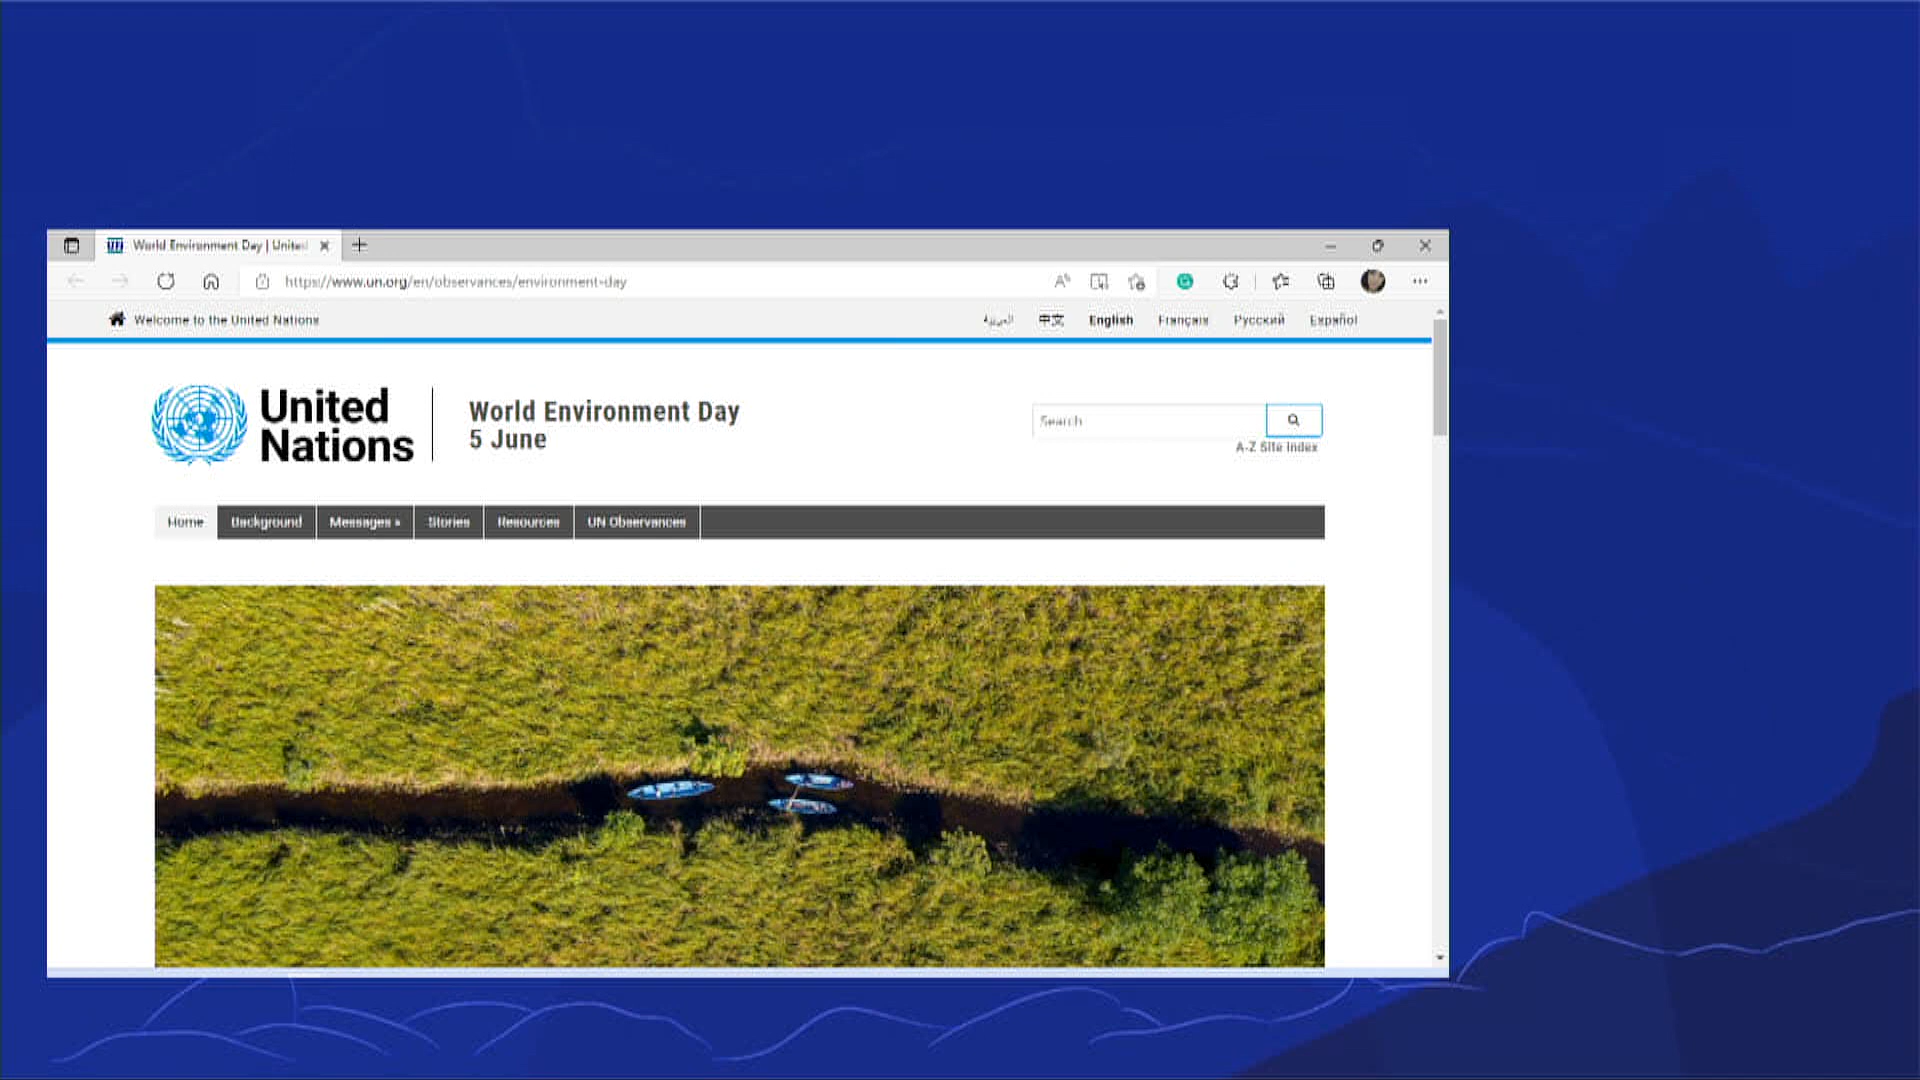 World Environment Day | United
https://www.un.org/en/observances/environment-day
Welcome to the United Nations
العربية 中文 English Français Русский Español
United
Nations
World Environment Day
5 June
Search
A-Z Site Index
Home Background Messages » Stories Resources UN Observances